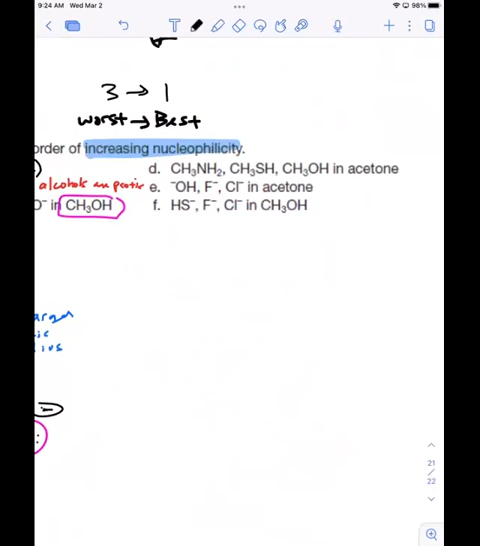 9:24 AM Wed Mar 2
98%
3 → 1
worst → Best
order of increasing nucleophilicity.
d. CH₃NH₂, CH₃SH, CH₃OH in acetone
alcohols are protic
e. ⁻OH, F⁻, Cl⁻ in acetone
O⁻ in CH₃OH
f. HS⁻, F⁻, Cl⁻ in CH₃OH
21
22